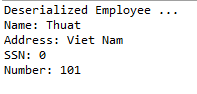 Deserialized Employee ...
Name: Thuat
Address: Viet Nam
SSN: 0
Number: 101